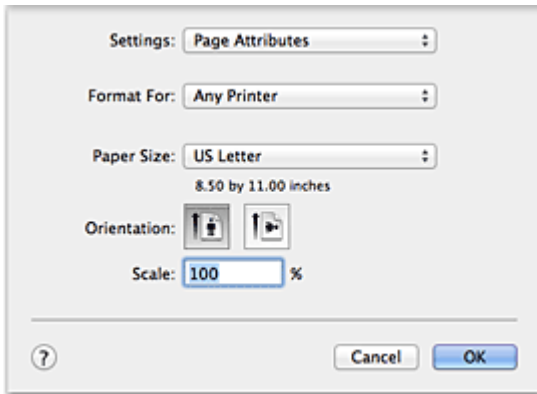 Settings: Page Attributes
Format For: Any Printer
Paper Size: US Letter
8.50 by 11.00 inches
Orientation:
Scale: 100 %
? Cancel OK